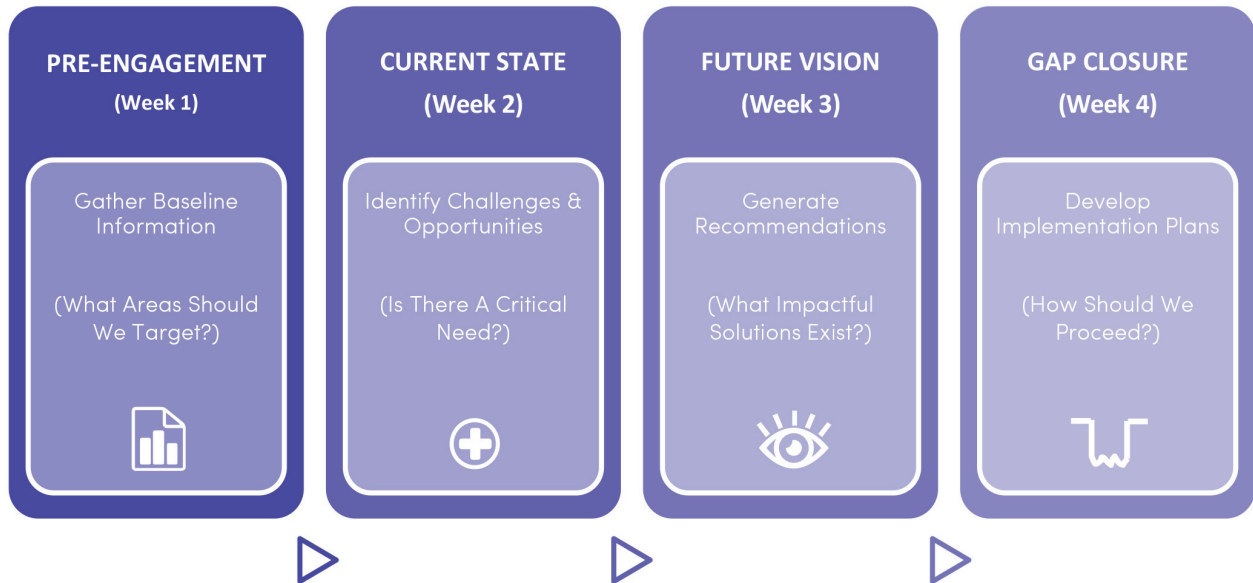 PRE-ENGAGEMENT
(Week 1)
Gather Baseline
Information
(What Areas Should
We Target?)
CURRENT STATE
(Week 2)
Identify Challenges &
Opportunities
(Is There A Critical
Need?)
FUTURE VISION
(Week 3)
Generate
Recommendations
(What Impactful
Solutions Exist?)
GAP CLOSURE
(Week 4)
Develop
Implementation Plans
(How Should We
Proceed?)